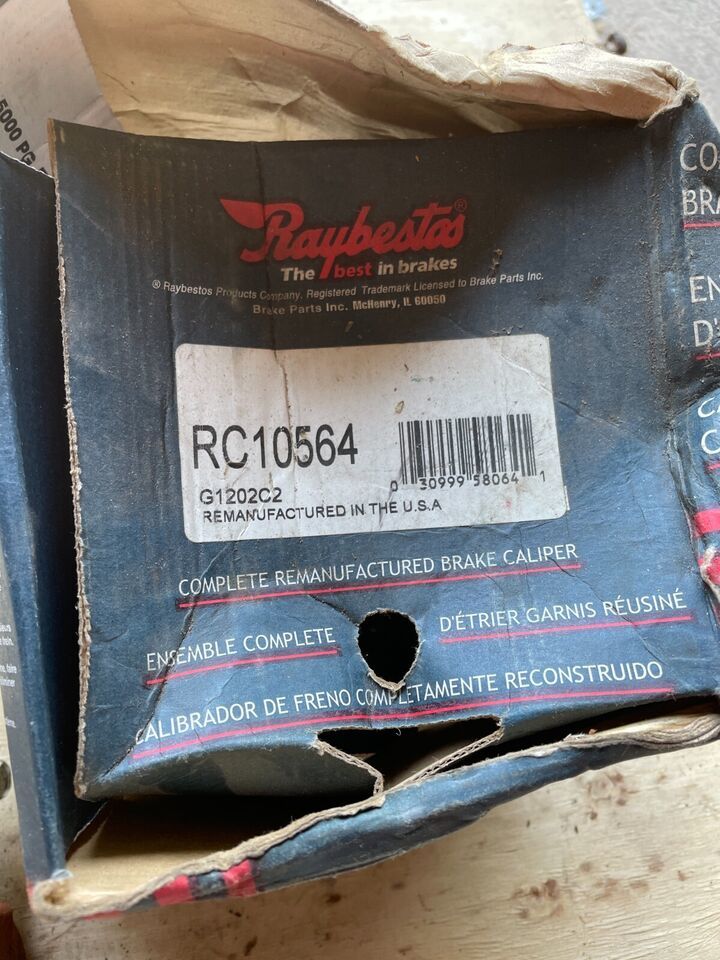 5000 PG
Raybestos®
The best in brakes
® Raybestos Products Company. Registered Trademark Licensed to Brake Parts Inc.
Brake Parts Inc. McHenry, IL 60050
RC10564
0 30999 58064 1
G1202C2
REMANUFACTURED IN THE U.S.A
COMPLETE REMANUFACTURED BRAKE CALIPER
ENSEMBLE COMPLETE D'ÉTRIER GARNIS RÉUSINÉ
CALIBRADOR DE FRENO COMPLETAMENTE RECONSTRUIDO